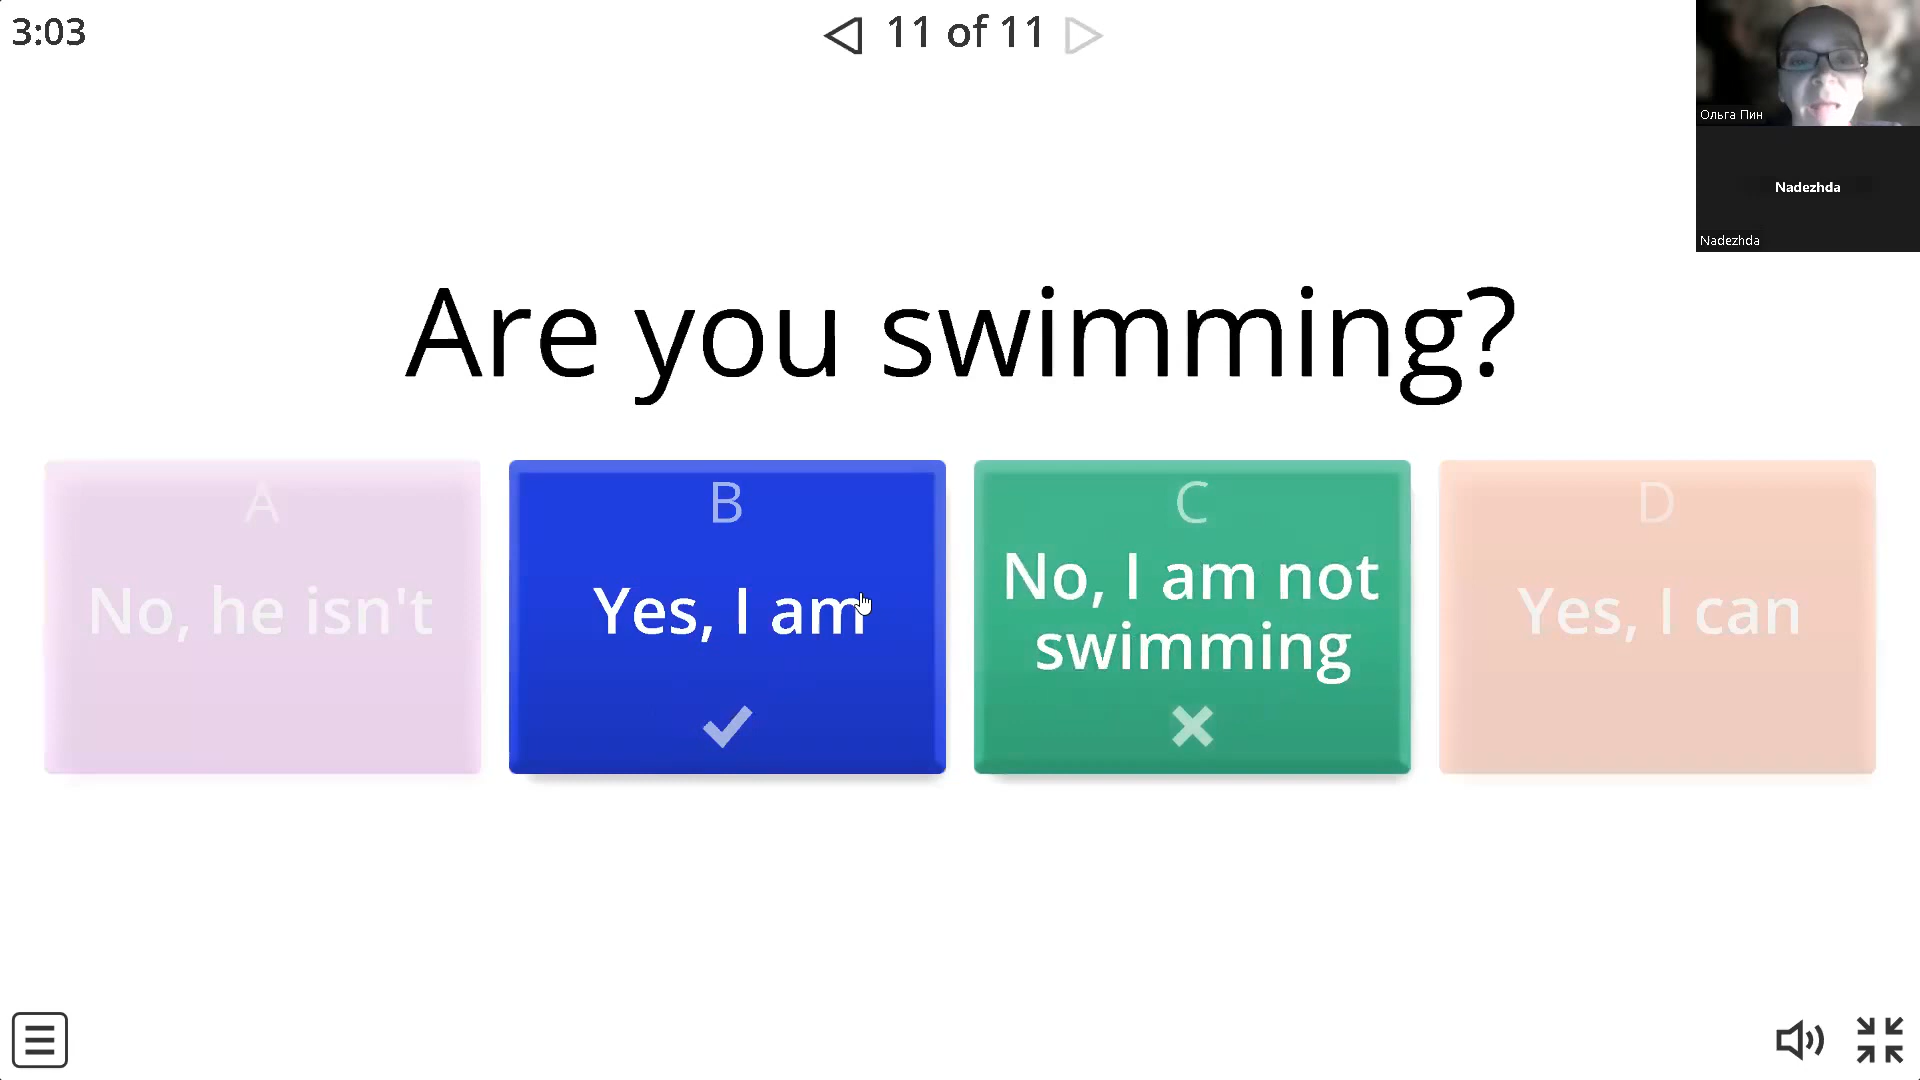 3:03
11 of 11
Ольга Пин
Nadezhda
Nadezhda
Are you swimming?
A
No, he isn't
B
Yes, I am
C
No, I am not
swimming
D
Yes, I can